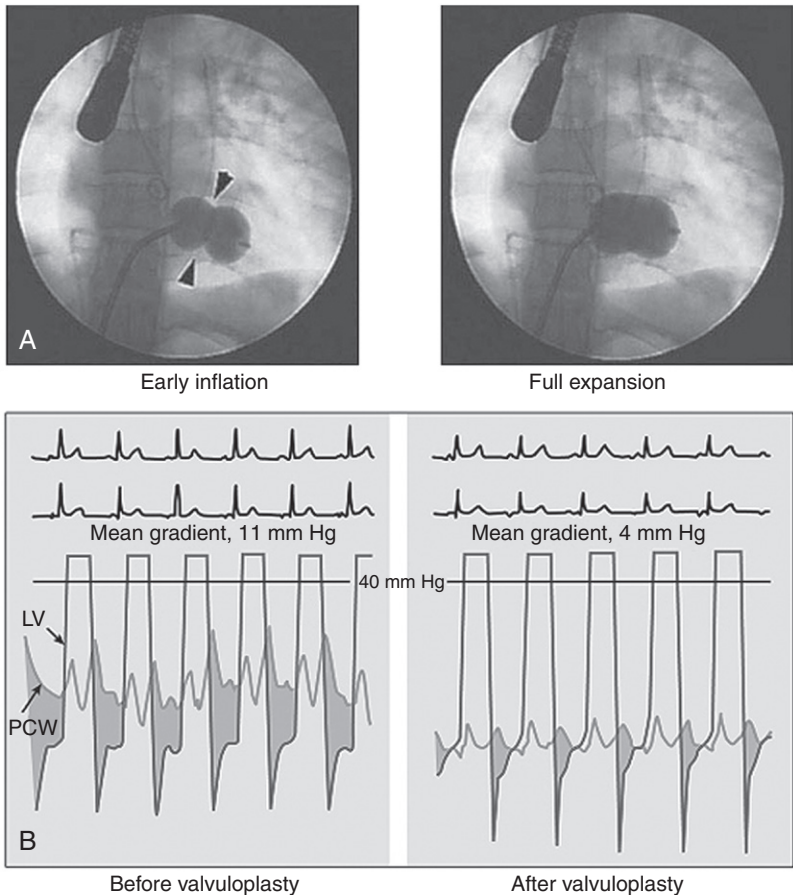 A
Early inflation
Full expansion
Mean gradient, 11 mm Hg
Mean gradient, 4 mm Hg
40 mm Hg
LV
PCW
B
Before valvuloplasty
After valvuloplasty